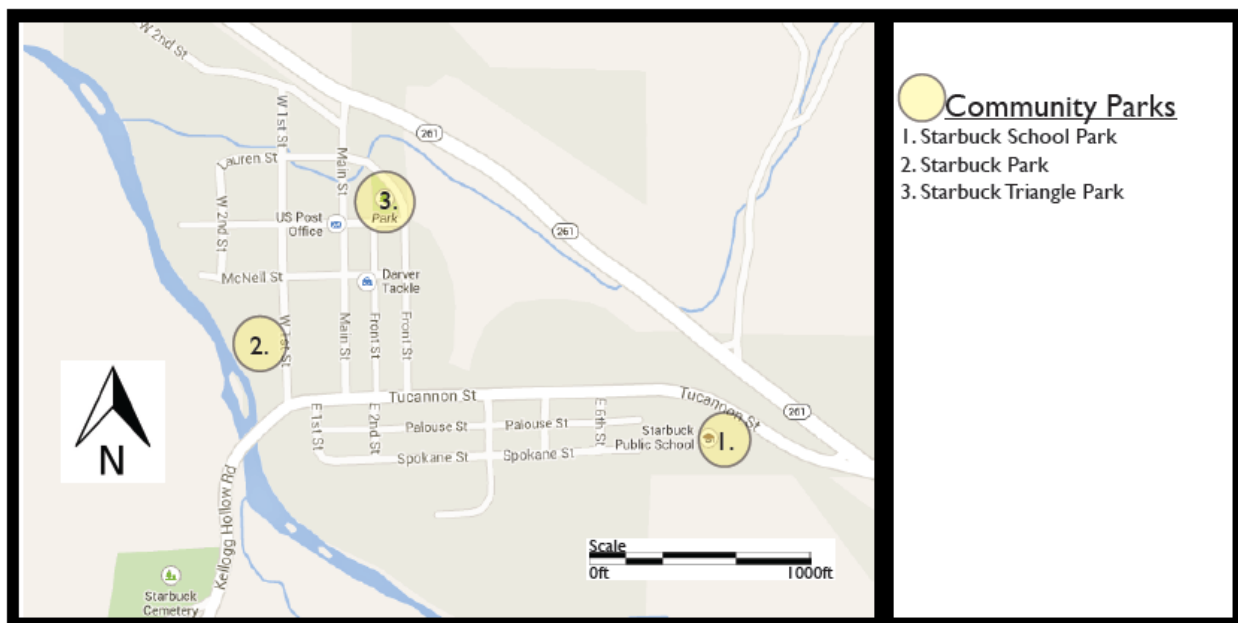 W 2nd St
W 1st St
261
Community Parks
1. Starbuck School Park
2. Starbuck Park
3. Starbuck Triangle Park
Lauren St
Main St
W 2nd St
3.
Park
US Post
Office
261
McNeil St
Darver
Tackle
2.
W 1st St
Main St
Front St
Front St
N
Tucannon St
Tucannon St
261
E 1st St
E 2nd St
Palouse St
Palouse St
E 6th St
Starbuck
Public School
1.
Spokane St
Spokane St
Kellogg Hollow Rd
Scale
0ft
1000ft
Starbuck
Cemetery